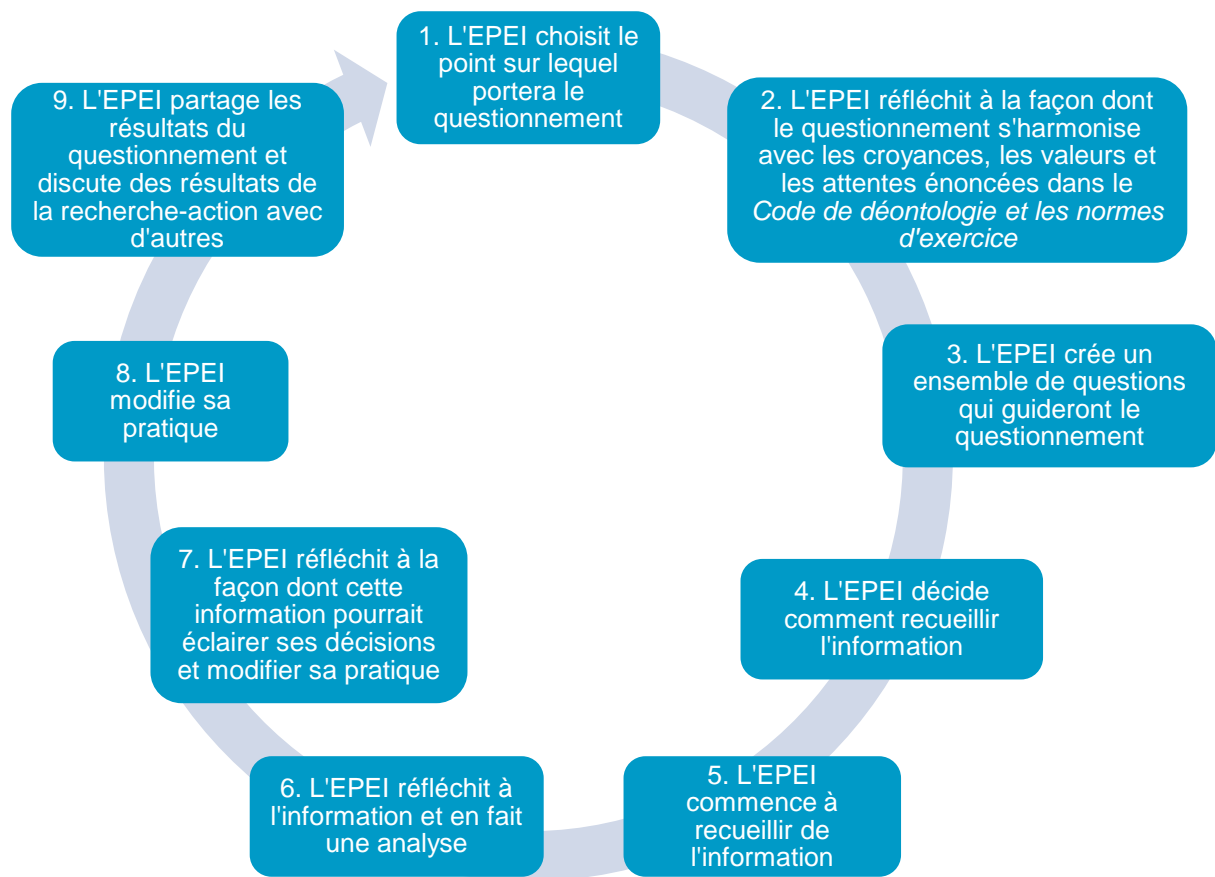 1. L'EPEI choisit le
point sur lequel
portera le
questionnement
2. L'EPEI réfléchit à la façon dont
le questionnement s'harmonise
avec les croyances, les valeurs et
les attentes énoncées dans le
Code de déontologie et les normes
d'exercice
3. L'EPEI crée un
ensemble de questions
qui guideront le
questionnement
4. L'EPEI décide
comment recueillir
l'information
5. L'EPEI
commence à
recueillir de
l'information
6. L'EPEI réfléchit à
l'information et en fait
une analyse
7. L'EPEI réfléchit à la
façon dont cette
information pourrait
éclairer ses décisions
et modifier sa pratique
8. L'EPEI
modifie sa
pratique
9. L'EPEI partage les
résultats du
questionnement et
discute des résultats de
la recherche-action avec
d'autres